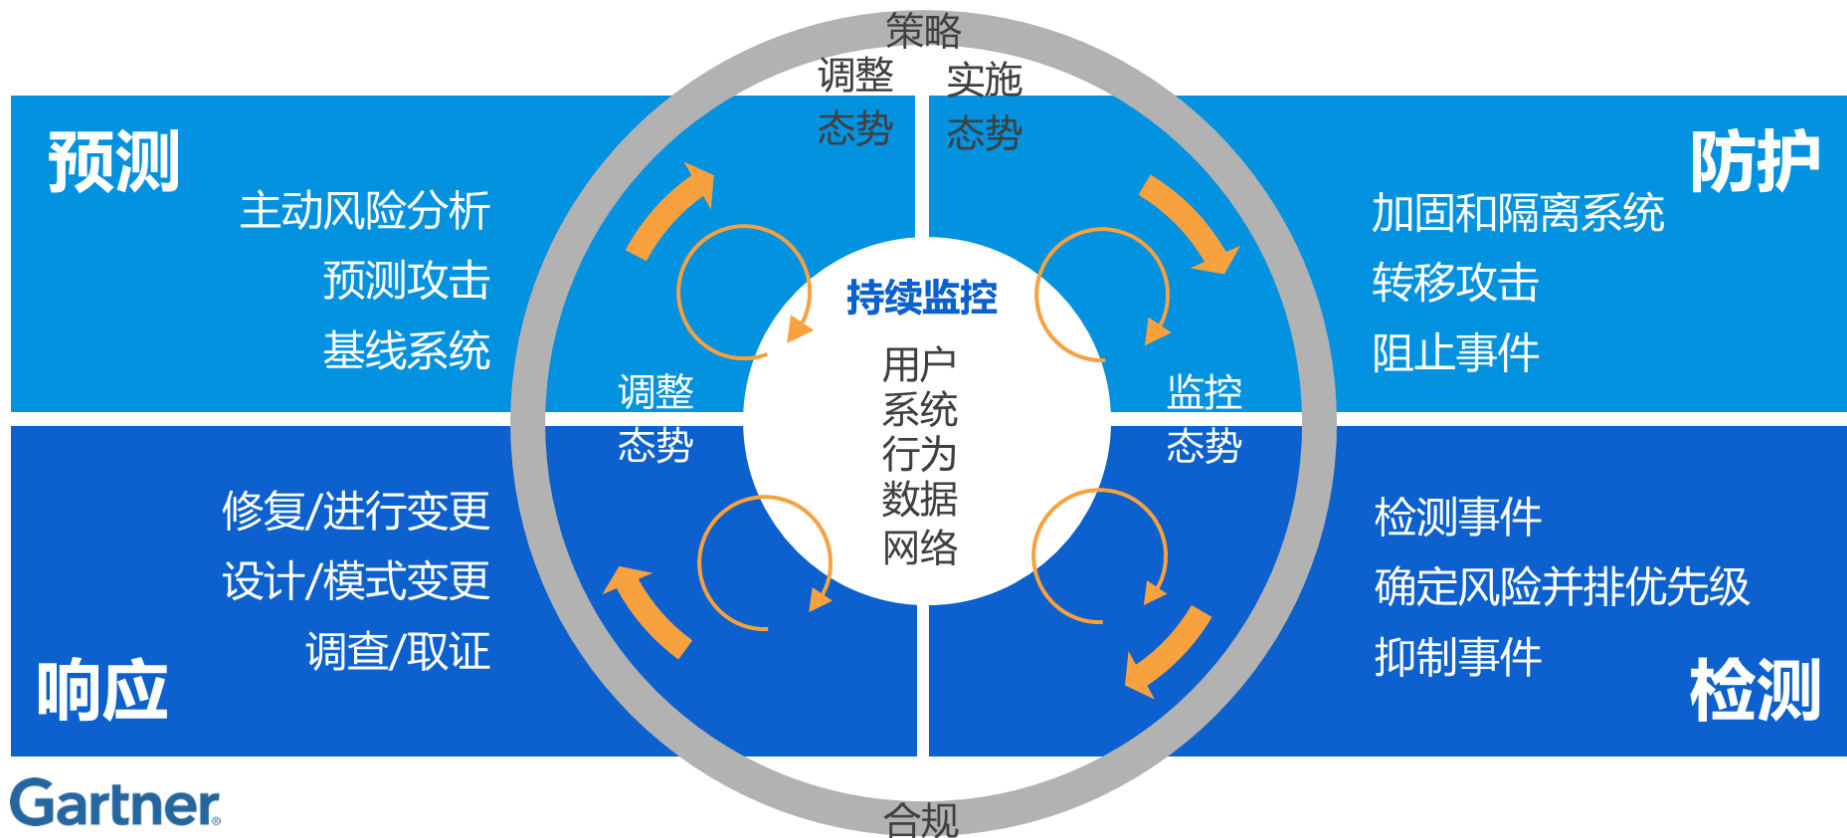 策略
调整
态势
实施
态势
预测
主动风险分析
预测攻击
基线系统
防护
加固和隔离系统
转移攻击
阻止事件
持续监控
用户
系统
行为
数据
网络
调整
态势
监控
态势
修复/进行变更
设计/模式变更
调查/取证
响应
检测事件
确定风险并排优先级
抑制事件
检测
合规
Gartner®